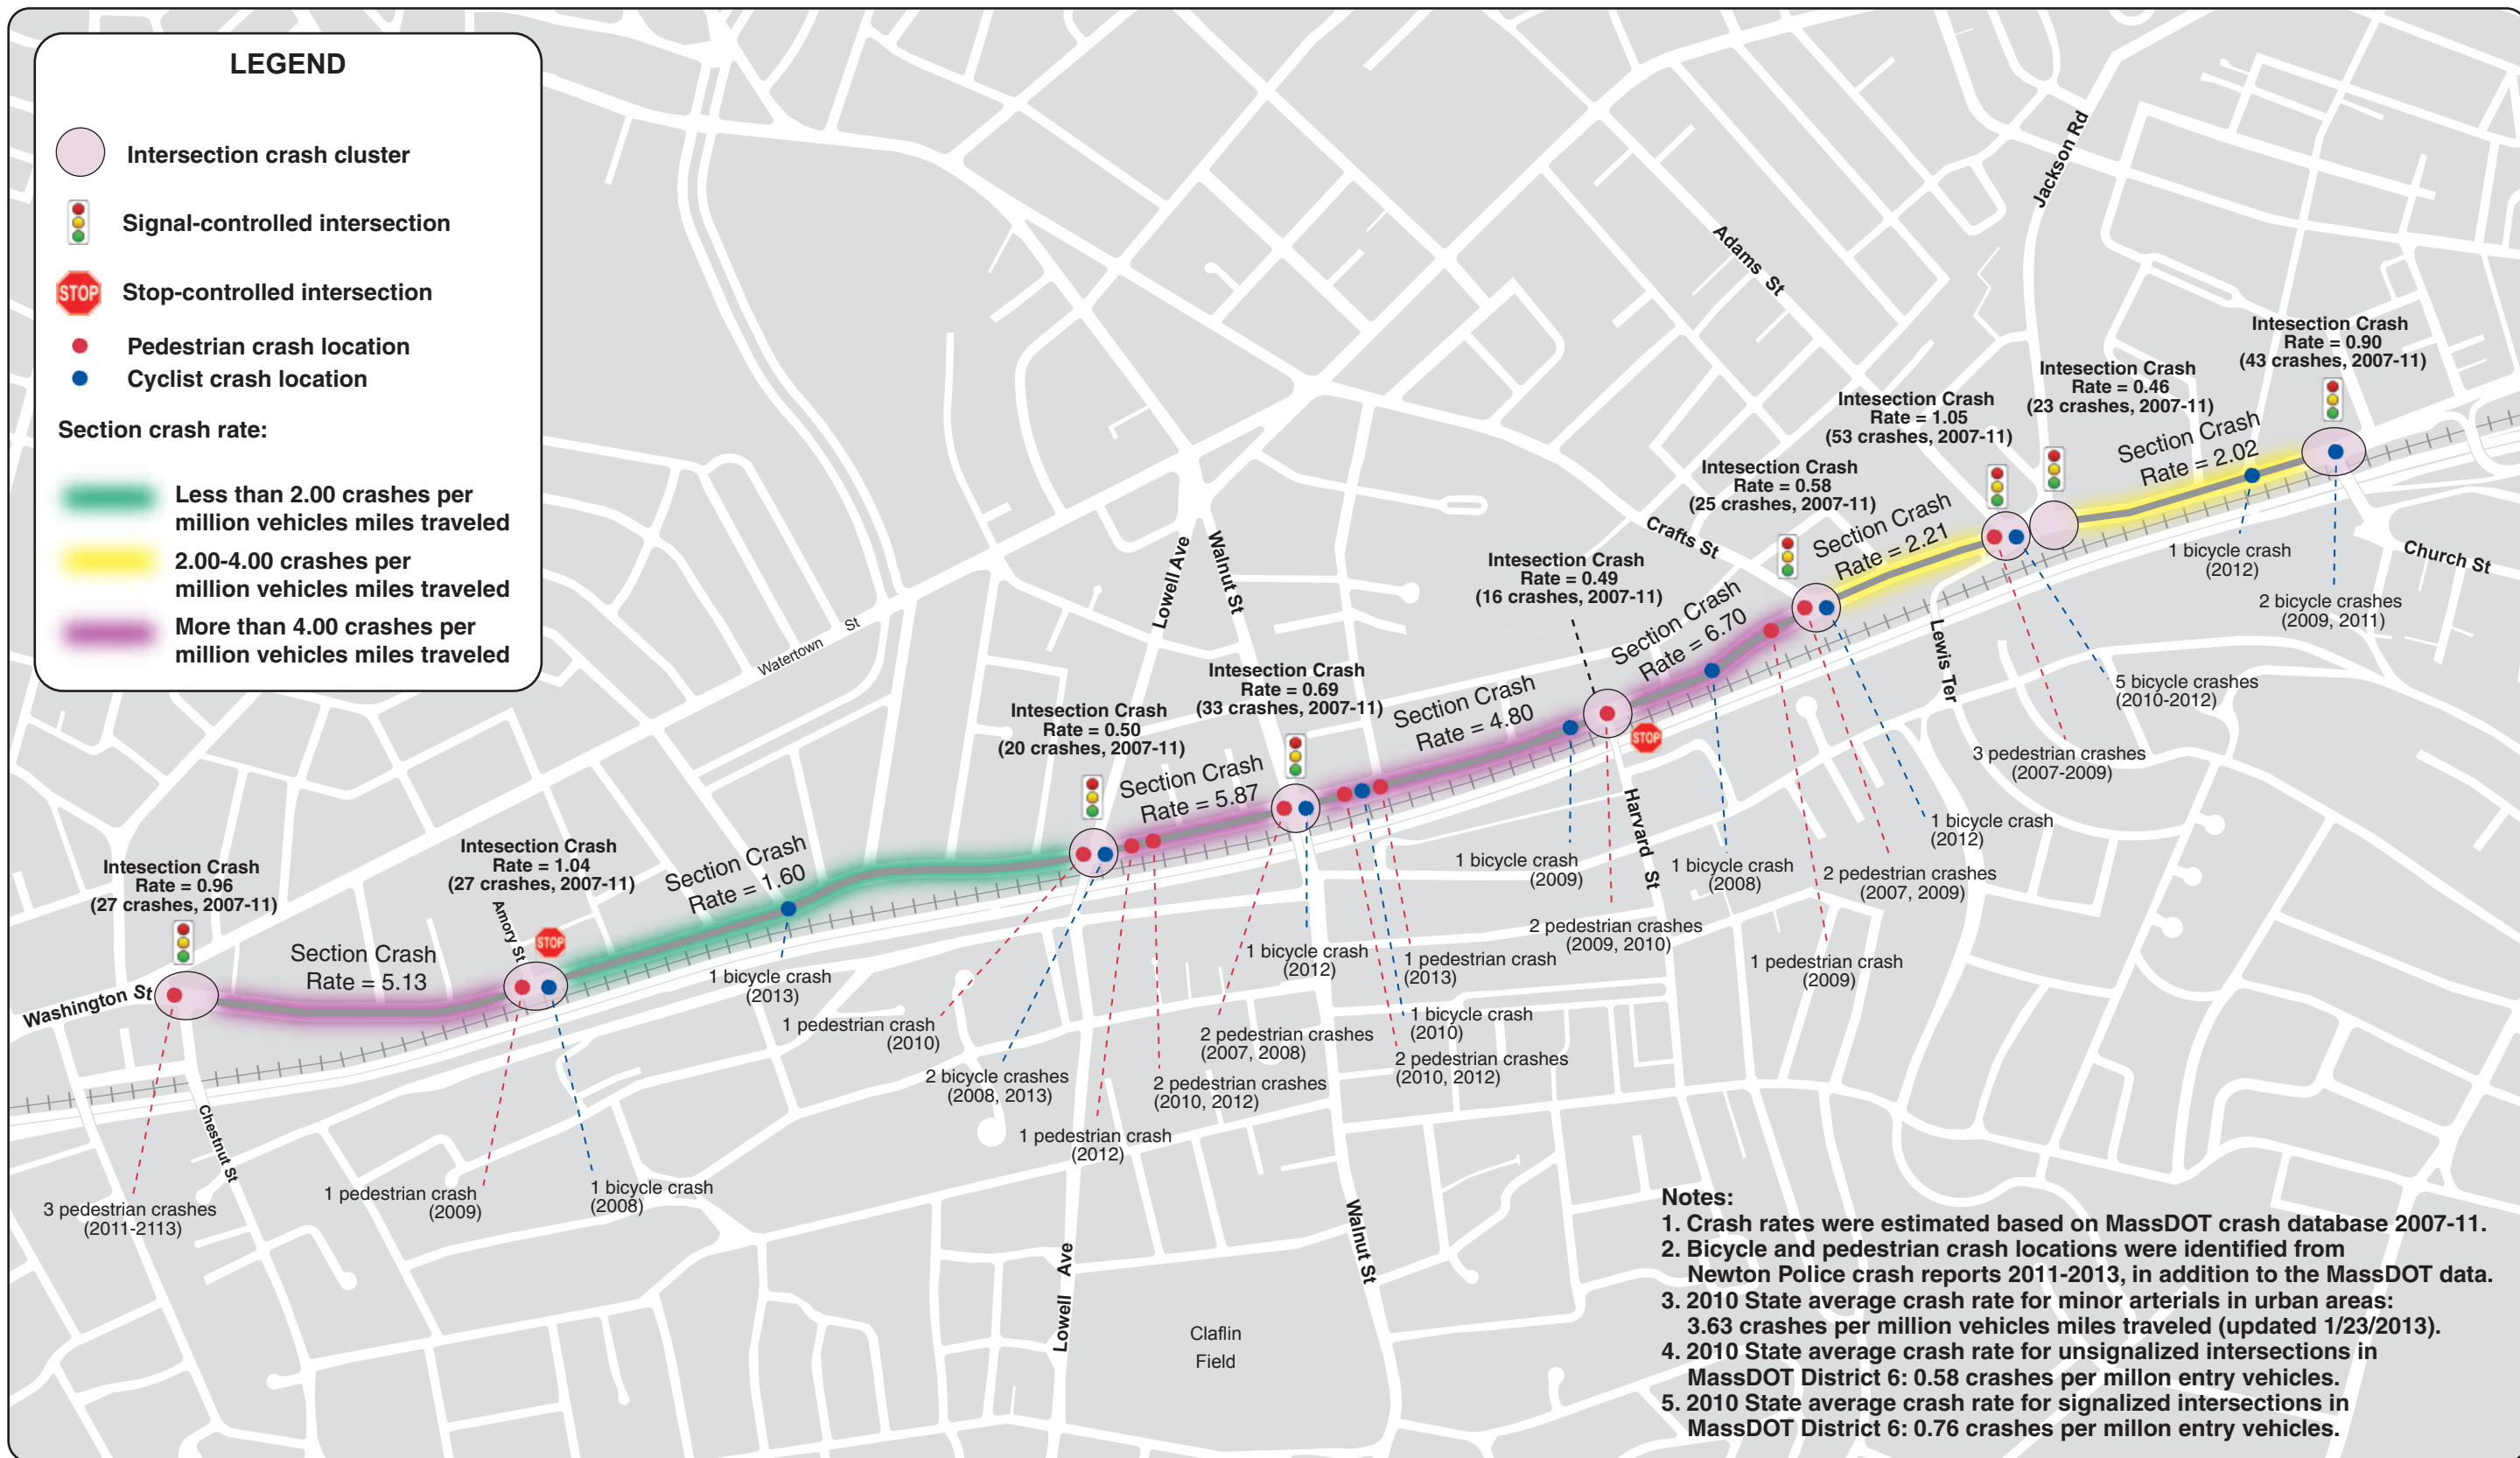 LEGEND
Intersection crash cluster
Signal-controlled intersection
STOP
Stop-controlled intersection
Pedestrian crash location
Cyclist crash location
Section crash rate:
Less than 2.00 crashes per
million vehicles miles traveled
2.00-4.00 crashes per
million vehicles miles traveled
More than 4.00 crashes per
million vehicles miles traveled
Jackson Rd
Adams St
Intesection Crash
Rate = 0.90
(43 crashes, 2007-11)
Intesection Crash
Rate = 0.46
(23 crashes, 2007-11)
Intesection Crash
Rate = 1.05
(53 crashes, 2007-11)
Section Crash
Rate = 2.02
Intesection Crash
Rate = 0.58
(25 crashes, 2007-11)
Section Crash
Rate = 2.21
Crafts St
Church St
1 bicycle crash
(2012)
2 bicycle crashes
(2009, 2011)
Lowell Ave
Walnut St
Intesection Crash
Rate = 0.49
(16 crashes, 2007-11)
Section Crash
Rate = 6.70
Lewis Ter
Watertown St
5 bicycle crashes
(2010-2012)
3 pedestrian crashes
(2007-2009)
Intesection Crash
Rate = 0.69
(33 crashes, 2007-11)
Section Crash
Rate = 4.80
STOP
Intesection Crash
Rate = 0.50
(20 crashes, 2007-11)
Section Crash
Rate = 5.87
Harvard St
1 bicycle crash
(2012)
1 bicycle crash
(2009)
1 bicycle crash
(2008)
2 pedestrian crashes
(2007, 2009)
Intesection Crash
Rate = 0.96
(27 crashes, 2007-11)
Intesection Crash
Rate = 1.04
(27 crashes, 2007-11)
Section Crash
Rate = 1.60
Amory St
STOP
Section Crash
Rate = 5.13
Washington St
2 pedestrian crashes
(2009, 2010)
1 bicycle crash
(2012)
1 pedestrian crash
(2013)
1 pedestrian crash
(2009)
1 bicycle crash
(2013)
1 pedestrian crash
(2010)
1 bicycle crash
(2010)
2 pedestrian crashes
(2007, 2008)
2 pedestrian crashes
(2010, 2012)
2 bicycle crashes
(2008, 2013)
2 pedestrian crashes
(2010, 2012)
1 pedestrian crash
(2012)
Chestnut St
3 pedestrian crashes
(2011-2113)
1 pedestrian crash
(2009)
1 bicycle crash
(2008)
Lowell Ave
Walnut St
Claflin
Field
Notes:
1. Crash rates were estimated based on MassDOT crash database 2007-11.
2. Bicycle and pedestrian crash locations were identified from
Newton Police crash reports 2011-2013, in addition to the MassDOT data.
3. 2010 State average crash rate for minor arterials in urban areas:
3.63 crashes per million vehicles miles traveled (updated 1/23/2013).
4. 2010 State average crash rate for unsignalized intersections in
MassDOT District 6: 0.58 crashes per millon entry vehicles.
5. 2010 State average crash rate for signalized intersections in
MassDOT District 6: 0.76 crashes per millon entry vehicles.